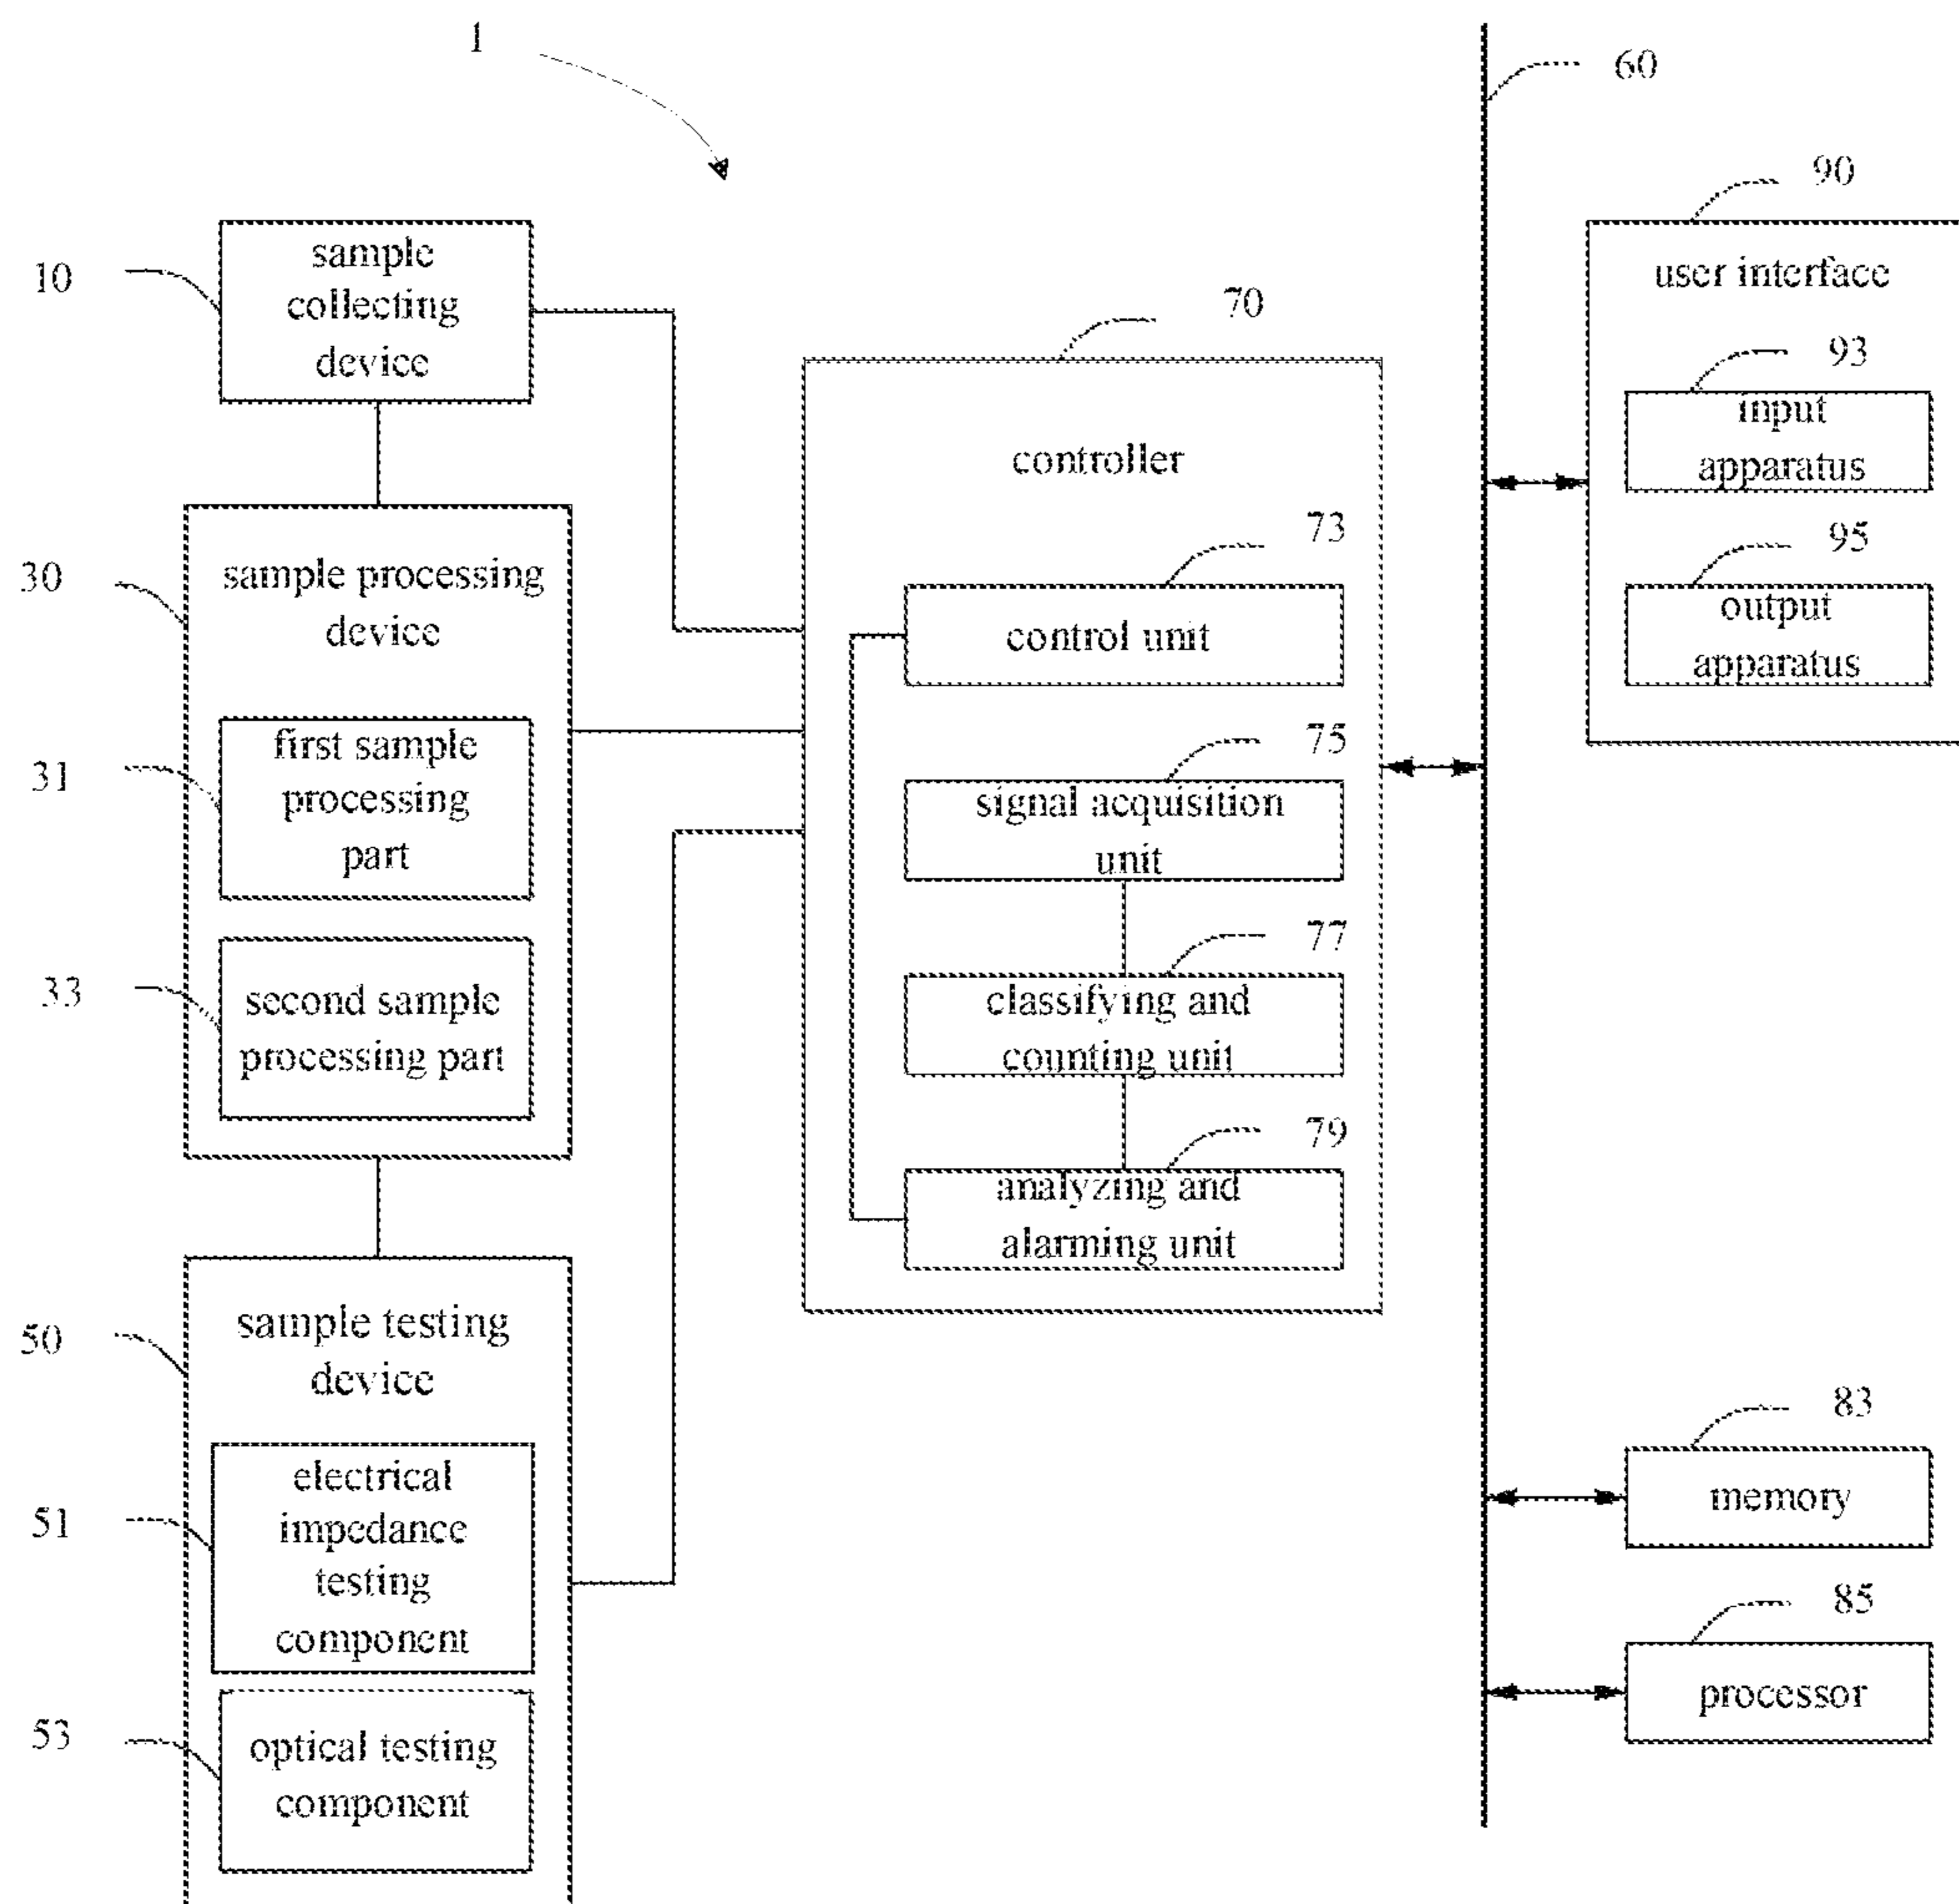 1
60
90
10
sample
collecting
device
user interface
70
93
input
apparatus
controller
95
output
apparatus
30
sample processing
device
73
control unit
31
first sample
processing
part
75
signal acquisition
unit
33
second sample
processing part
77
classifying and
counting unit
79
analyzing and
alarming unit
50
sample testing
device
51
electrical
impedance
testing
component
83
memory
85
processor
53
optical testing
component